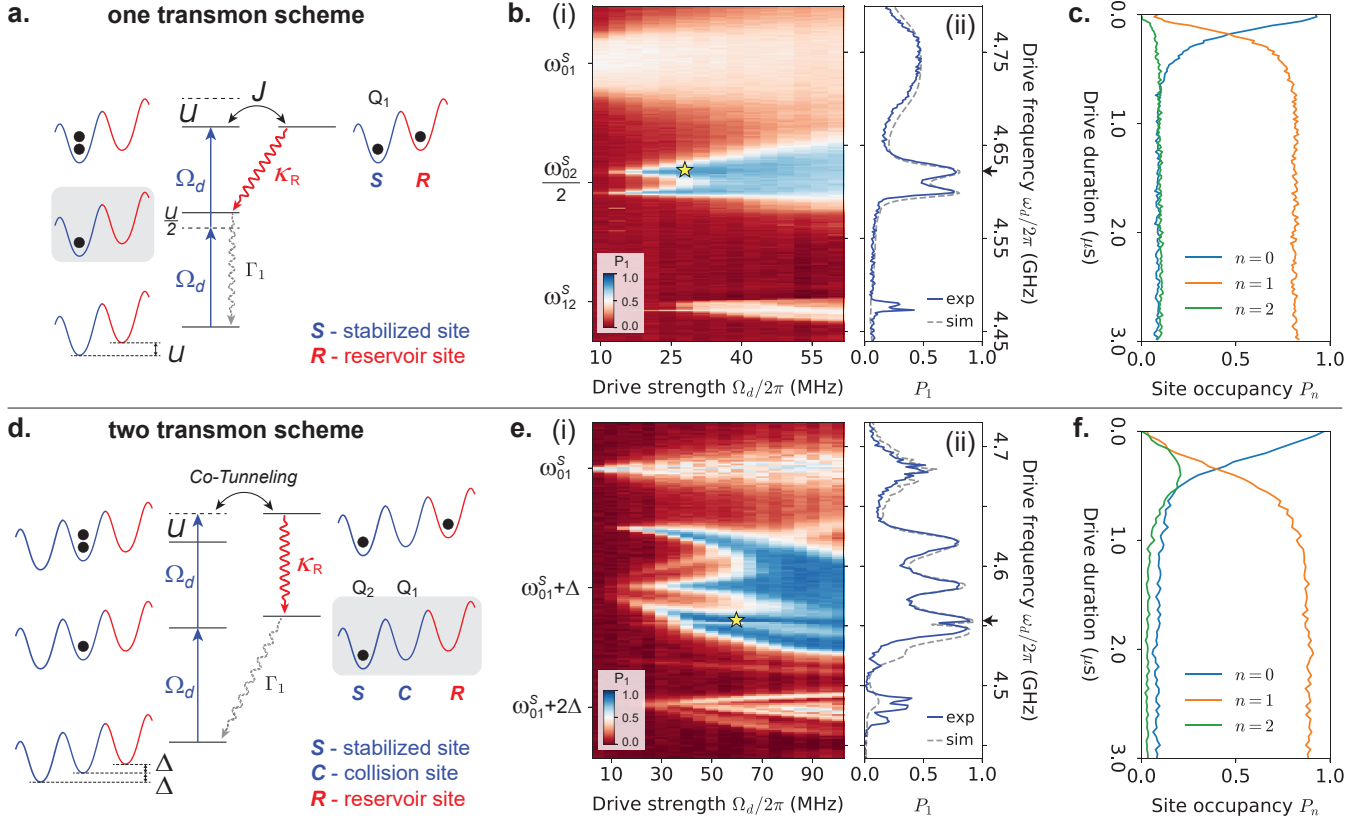 a. one transmon scheme
U
J
Q₁
Ω_d
κ_R
S R
U/2
Ω_d
Γ₁
U
S - stabilized site
R - reservoir site
b. (i) (ii)
ω^S_01
ω^S_02/2
ω^S_12
P₁
1.0
0.5
0.0
10 25 40 55
Drive strength Ω_d/2π (MHz)
4.75
4.65
4.55
4.45
Drive frequency ω_d/2π (GHz)
exp
sim
0.0 0.5 1.0
P₁
c.
0.0
1.0
2.0
3.0
Drive duration (μs)
n = 0
n = 1
n = 2
0.0 0.5 1.0
Site occupancy P_n
d. two transmon scheme
Co-Tunneling
U
Ω_d
κ_R
Q₂ Q₁
Ω_d
Γ₁
S C R
Δ
Δ
S - stabilized site
C - collision site
R - reservoir site
e. (i) (ii)
ω^S_01
ω^S_01+Δ
ω^S_01+2Δ
P₁
1.0
0.5
0.0
10 30 50 70 90
Drive strength Ω_d/2π (MHz)
4.7
4.6
4.5
Drive frequency ω_d/2π (GHz)
exp
sim
0.0 0.5 1.0
P₁
f.
0.0
1.0
2.0
3.0
Drive duration (μs)
n = 0
n = 1
n = 2
0.0 0.5 1.0
Site occupancy P_n